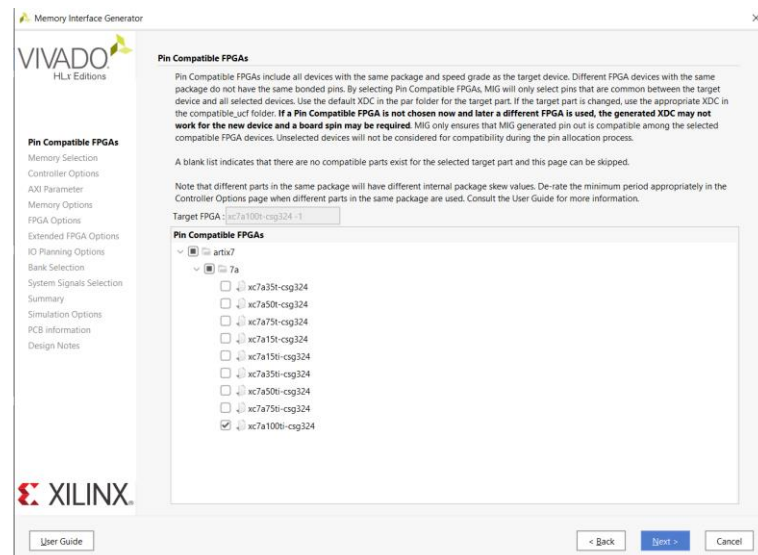 Memory Interface Generator
VIVADO
HLx Editions
Pin Compatible FPGAs
Memory Selection
Controller Options
AXI Parameter
Memory Options
FPGA Options
Extended FPGA Options
IO Planning Options
Bank Selection
System Signals Selection
Summary
Simulation Options
PCB information
Design Notes
XILINX
User Guide
Pin Compatible FPGAs
Pin Compatible FPGAs include all devices with the same package and speed grade as the target device. Different FPGA devices with the same
package do not have the same bonded pins. By selecting Pin Compatible FPGAs, MIG will only select pins that are common between the target
device and all selected devices. Use the default XDC in the par folder for the target part. If the target part is changed, use the appropriate XDC in
the compatible_ucf folder. If a Pin Compatible FPGA is not chosen now and later a different FPGA is used, the generated XDC may not
work for the new device and a board spin may be required. MIG only ensures that MIG generated pin out is compatible among the selected
compatible FPGA devices. Unselected devices will not be considered for compatibility during the pin allocation process.
A blank list indicates that there are no compatible parts exist for the selected target part and this page can be skipped.
Note that different parts in the same package will have different internal package skew values. De-rate the minimum period appropriately in the
Controller Options page when different parts in the same package are used. Consult the User Guide for more information.
Target FPGA : xc7a100t-csg324 -1
Pin Compatible FPGAs
artix7
7a
xc7a35t-csg324
xc7a50t-csg324
xc7a75t-csg324
xc7a15t-csg324
xc7a15ti-csg324
xc7a35ti-csg324
xc7a50ti-csg324
xc7a75ti-csg324
xc7a100ti-csg324
< Back
Next >
Cancel